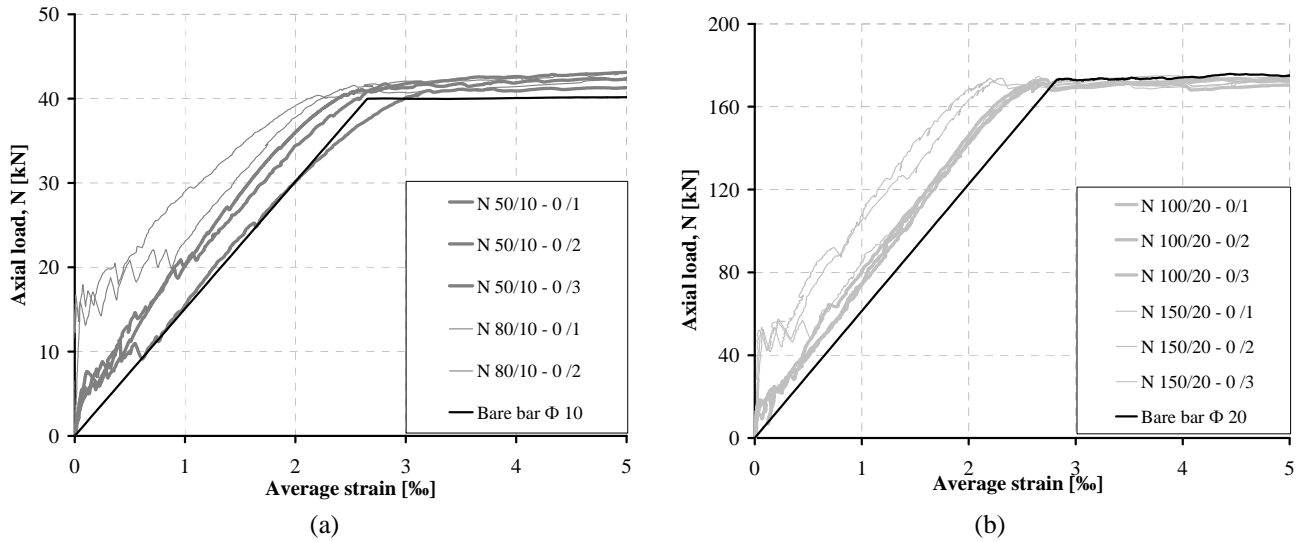 50
40
30
20
10
0
Axial load, N [kN]
N 50/10 - 0 /1
N 50/10 - 0 /2
N 50/10 - 0 /3
N 80/10 - 0 /1
N 80/10 - 0 /2
Bare bar Φ 10
0 1 2 3 4 5
Average strain [‰]
(a)
200
160
120
80
40
0
Axial load, N [kN]
N 100/20 - 0/1
N 100/20 - 0/2
N 100/20 - 0/3
N 150/20 - 0/1
N 150/20 - 0/2
N 150/20 - 0/3
Bare bar Φ 20
0 1 2 3 4 5
Average strain [‰]
(b)